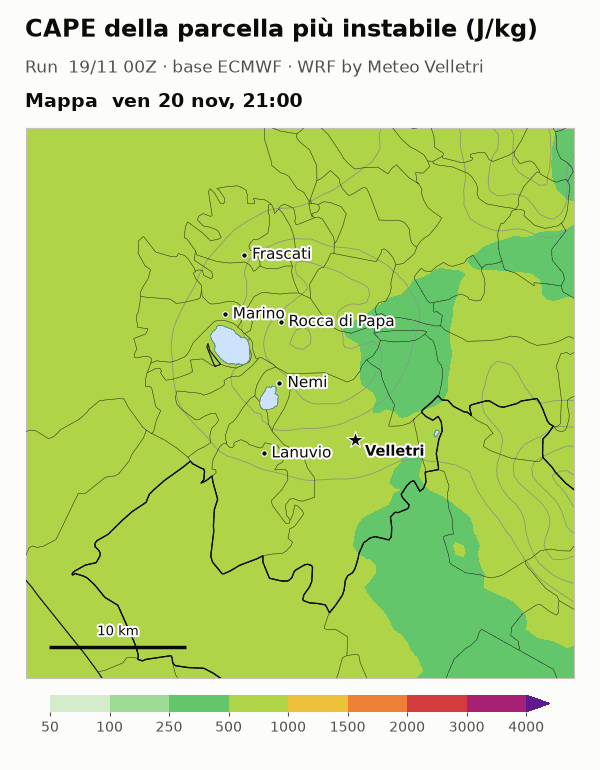 CAPE della parcella più instabile (J/kg)
Run  19/11 00Z · base ECMWF · WRF by Meteo Velletri
Mappa  ven 20 nov, 21:00
Frascati
Marino
Rocca di Papa
Nemi
Velletri
Lanuvio
10 km
50 100 250 500 1000 1500 2000 3000 4000